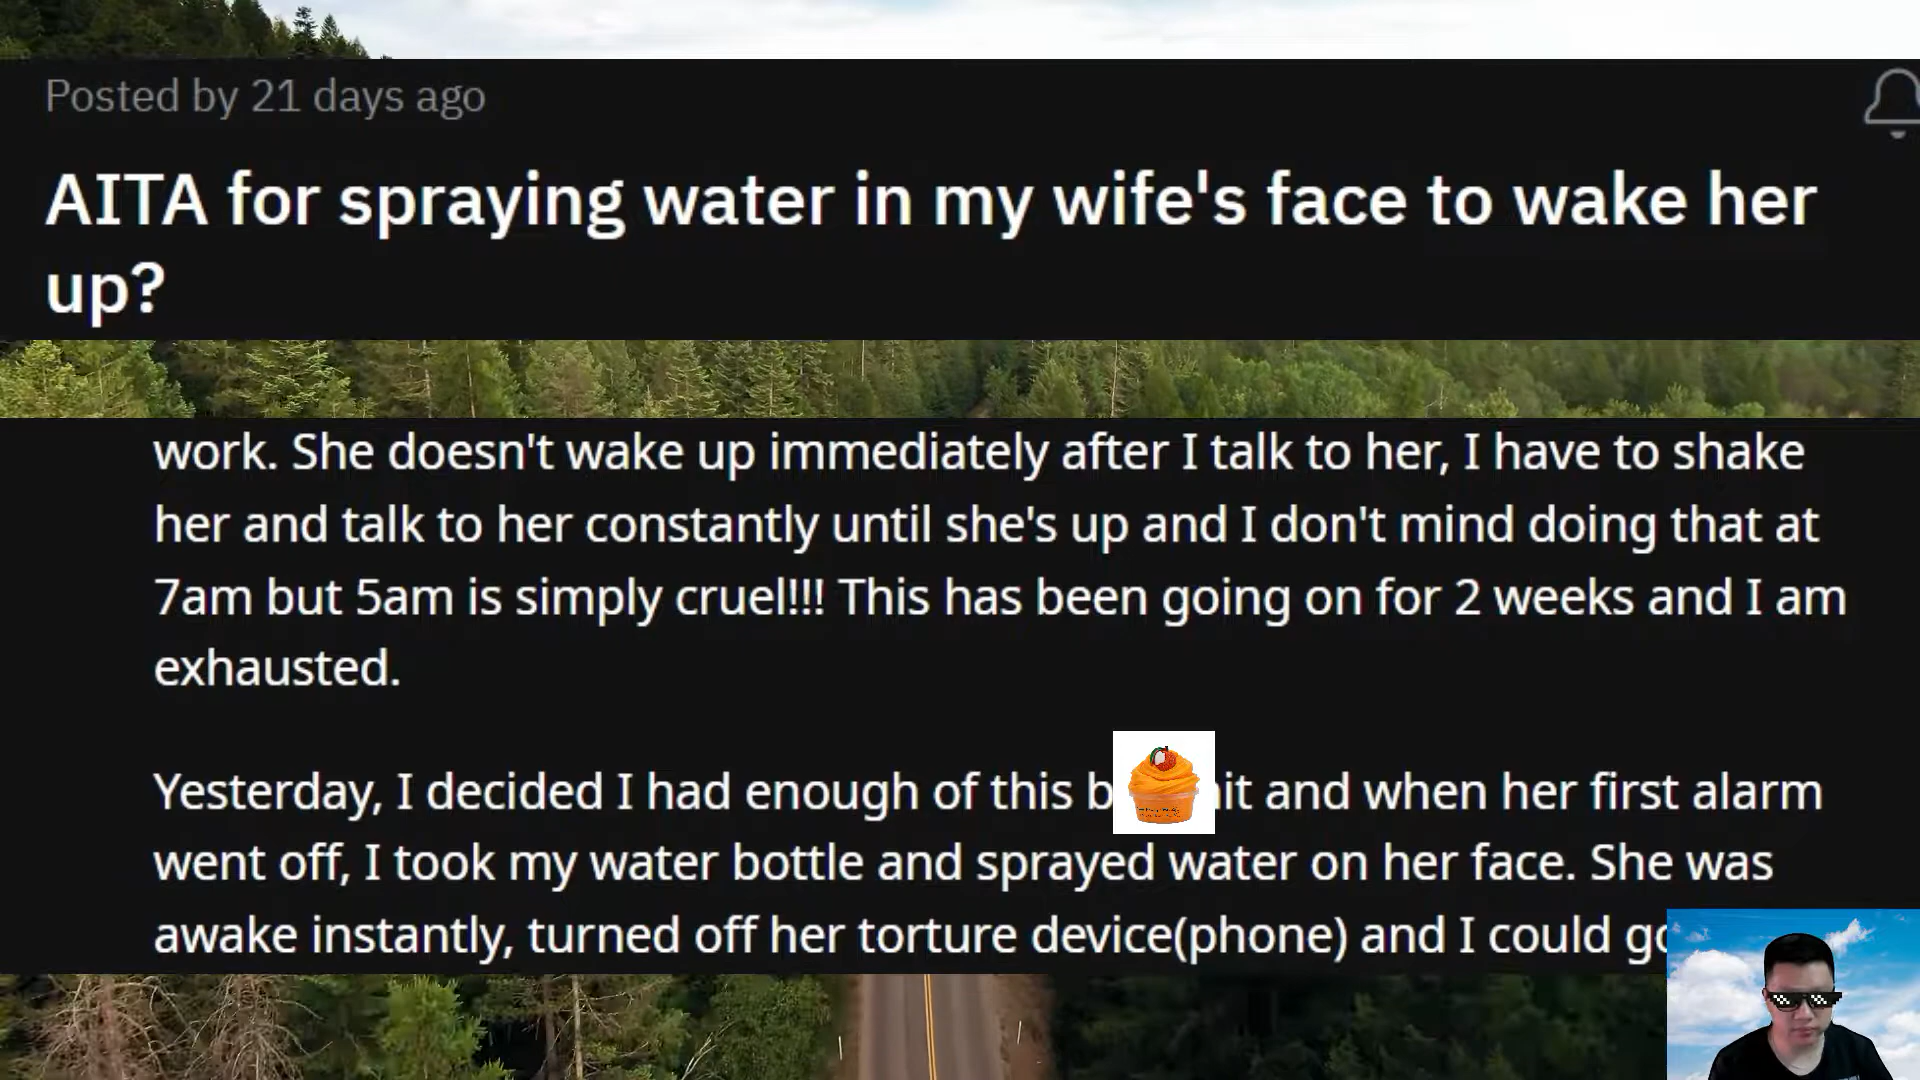 Posted by 21 days ago
AITA for spraying water in my wife's face to wake her
up?
work. She doesn't wake up immediately after I talk to her, I have to shake
her and talk to her constantly until she's up and I don't mind doing that at
7am but 5am is simply cruel!!! This has been going on for 2 weeks and I am
exhausted.
Yesterday, I decided I had enough of this b it and when her first alarm
went off, I took my water bottle and sprayed water on her face. She was
awake instantly, turned off her torture device(phone) and I could go